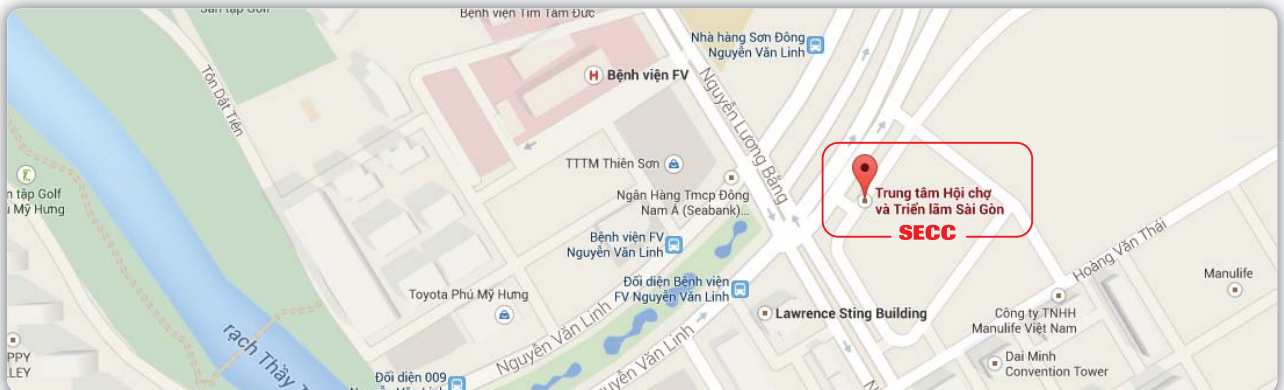 Bệnh viện Tim Tâm Đức
Nhà hàng Sơn Đông
Nguyễn Văn Linh
Nguyễn Lương Bằng
Tôn Dật Tiên
H Bệnh viện FV
TTTM Thiên Sơn
Ngân Hàng Tmcp Đông
Nam Á (Seabank)...
Trung tâm Hội chợ
và Triển lãm Sài Gòn
SECC
tập Golf
Mỹ Hưng
Bệnh viện FV
Nguyễn Văn Linh
Đối diện Bệnh viện
FV Nguyễn Văn Linh
Hoàng Văn Thái
Manulife
Toyota Phú Mỹ Hưng
Lawrence Sting Building
Công ty TNHH
Manulife Việt Nam
Nguyễn Văn Linh
Nguyễn Văn Linh
rạch Thầy
Dai Minh
Convention Tower
Đối diện 009